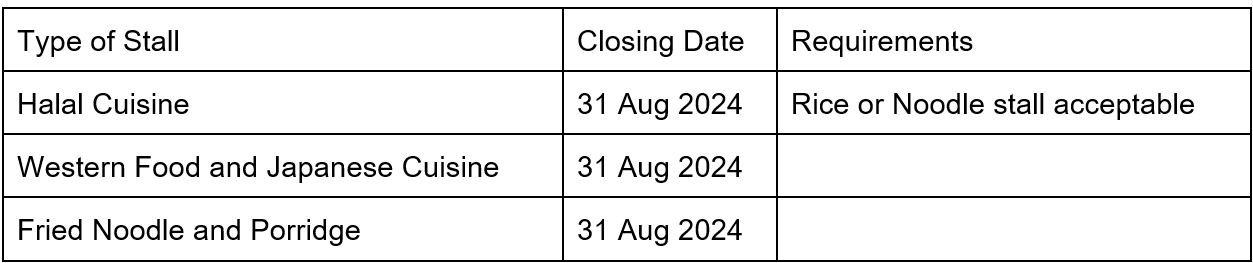 Type of Stall Closing Date Requirements
Halal Cuisine 31 Aug 2024 Rice or Noodle stall acceptable
Western Food and Japanese Cuisine 31 Aug 2024
Fried Noodle and Porridge 31 Aug 2024